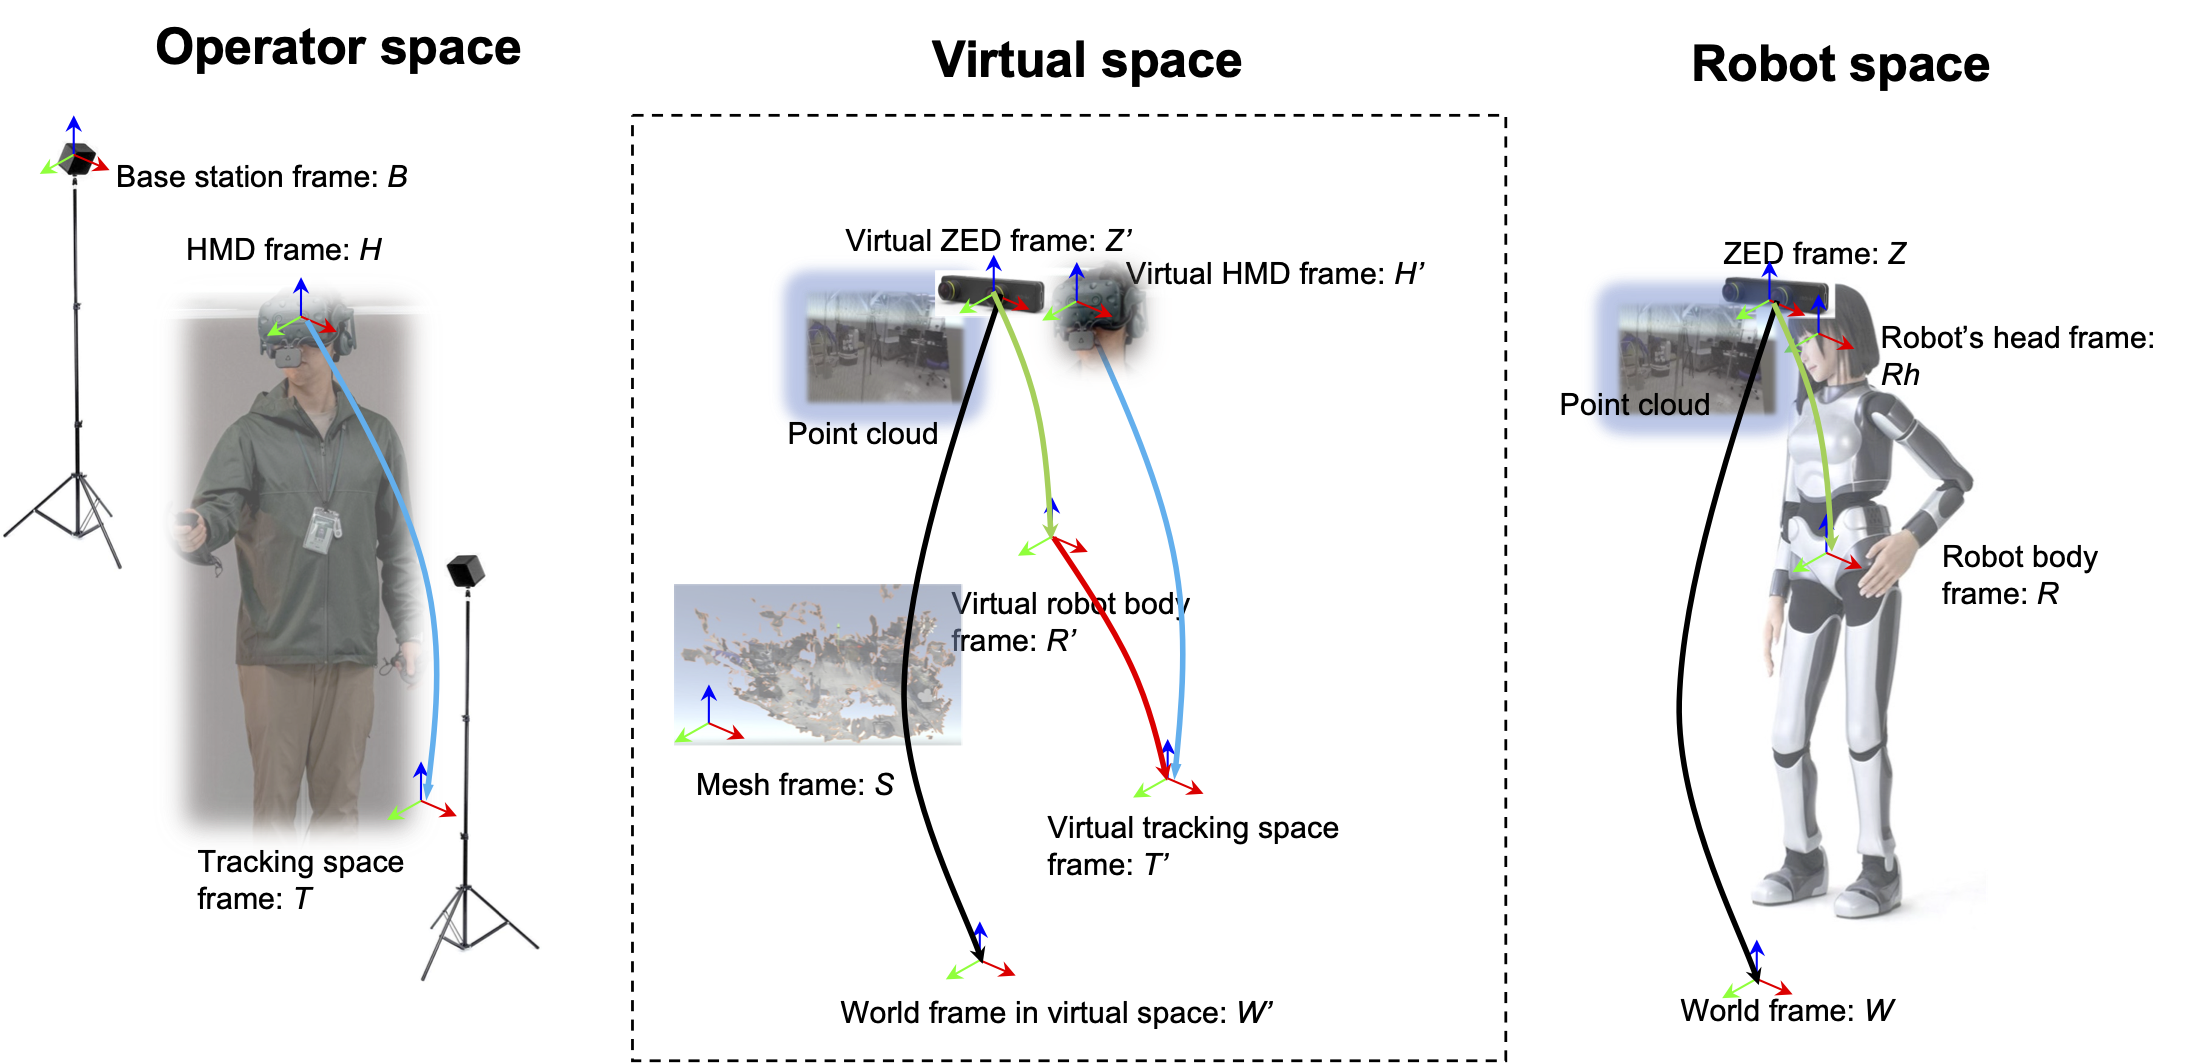 Operator space
Virtual space
Robot space
Base station frame: B
HMD frame: H
Tracking space
frame: T
Virtual ZED frame: Z’
Virtual HMD frame: H’
Point cloud
Virtual robot body
frame: R’
Mesh frame: S
Virtual tracking space
frame: T’
World frame in virtual space: W’
ZED frame: Z
Robot’s head frame:
Rh
Point cloud
Robot body
frame: R
World frame: W